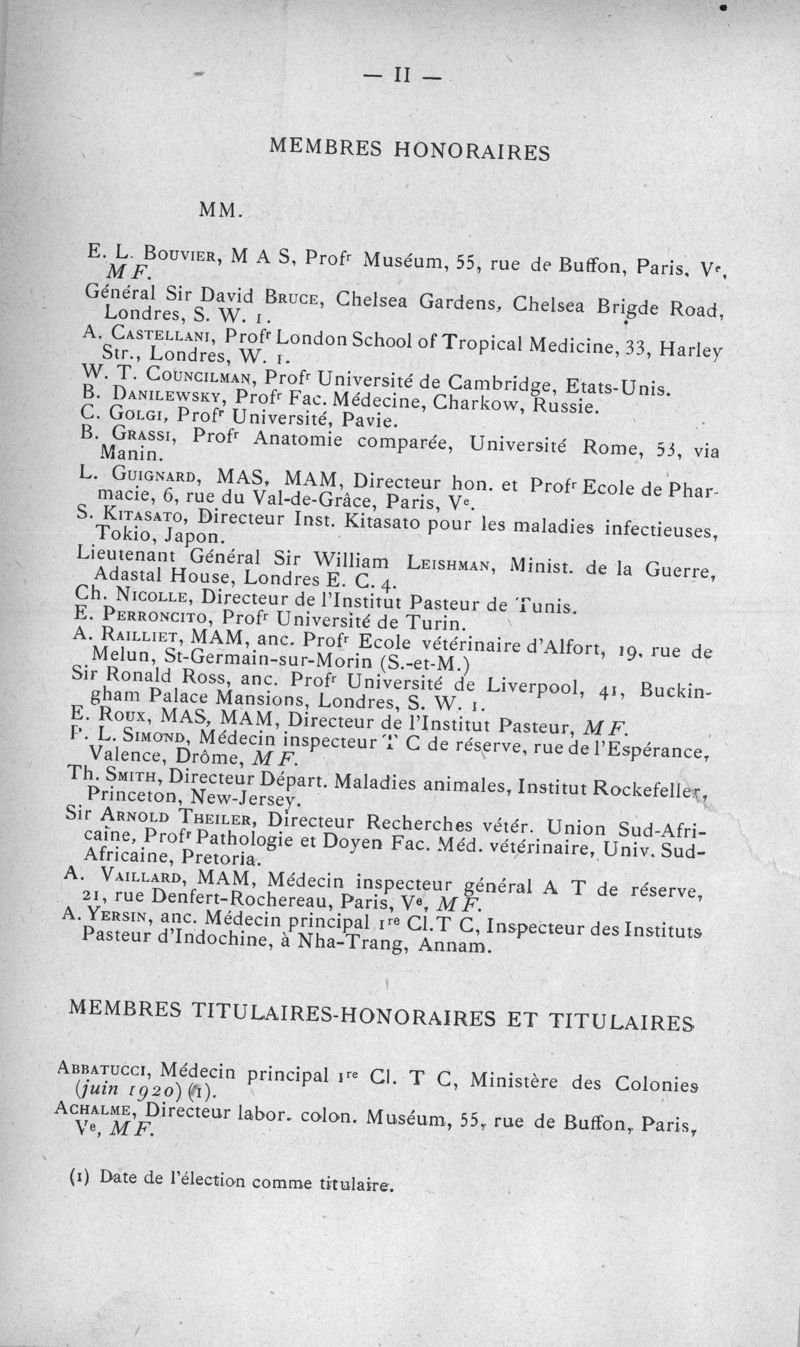 — II —
MEMBRES HONORAIRES
MM.
E. L. Bouvier, M A S, Profr Muséum, 55, rue de Buffon, Paris, Ve,
M F.
Général Sir David Bruce, Chelsea Gardens, Chelsea Brigde Road,
Londres, S. W. 1.
A. Castellani, Profr London School of Tropical Medicine, 33, Harley
Str., Londres, W. 1.
W. T. Councilman, Profr Université de Cambridge, Etats-Unis.
B. Danilewsky, Profr Fac. Médecine, Charkow, Russie.
C. Golgi, Profr Université, Pavie.
B. Grassi, Profr Anatomie comparée, Université Rome, 53, via
Manin.
L. Guignard, MAS, MAM, Directeur hon. et Profr Ecole de Phar-
macie, 6, rue du Val-de-Grâce, Paris, Ve.
S. Kitasato, Directeur Inst. Kitasato pour les maladies infectieuses,
Tokio, Japon.
Lieutenant Général Sir William Leishman, Minist. de la Guerre,
Adastal House, Londres E. C. 4.
Ch. Nicolle, Directeur de l'Institut Pasteur de Tunis.
E. Perroncito, Profr Université de Turin.
A. Railliet, MAM, anc. Profr Ecole vétérinaire d'Alfort, 19, rue de
Melun, St-Germain-sur-Morin (S.-et-M.)
Sir Ronald Ross, anc. Profr Université de Liverpool, 41, Buckin-
gham Palace Mansions, Londres, S. W. 1.
E. Roux, MAS, MAM, Directeur de l'Institut Pasteur, M F.
P. L. Simond, Médecin inspecteur T C de réserve, rue de l'Espérance,
Valence, Drôme, M F.
Th. Smith, Directeur Départ. Maladies animales, Institut Rockefeller,
Princeton, New-Jersey.
Sir Arnold Theiler, Directeur Recherches vétér. Union Sud-Afri-
caine, Profr Pathologie et Doyen Fac. Méd. vétérinaire, Univ. Sud-
Africaine, Pretoria.
A. Vaillard, MAM, Médecin inspecteur général A T de réserve,
21, rue Denfert-Rochereau, Paris, Ve, M F.
A. Yersin, anc. Médecin principal 1re Cl. T C, Inspecteur des Instituts
Pasteur d'Indochine, à Nha-Trang, Annam.
MEMBRES TITULAIRES-HONORAIRES ET TITULAIRES
Abbatucci, Médecin principal 1re Cl. T C, Ministère des Colonies
(juin 1920) (1).
Achalme, Directeur labor. colon. Muséum, 55, rue de Buffon, Paris,
Ve, M F.
(1) Date de l'élection comme titulaire.